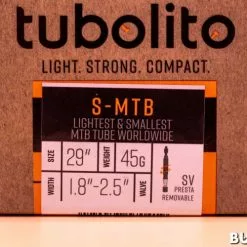 tubolito
LIGHT. STRONG. COMPACT.
S-MTB
LIGHTEST & SMALLEST
MTB TUBE WORLDWIDE
SIZE 29" WEIGHT 45G
SV
PRESTA
REMOVABLE
WIDTH 1.8"-2.5" VALVE